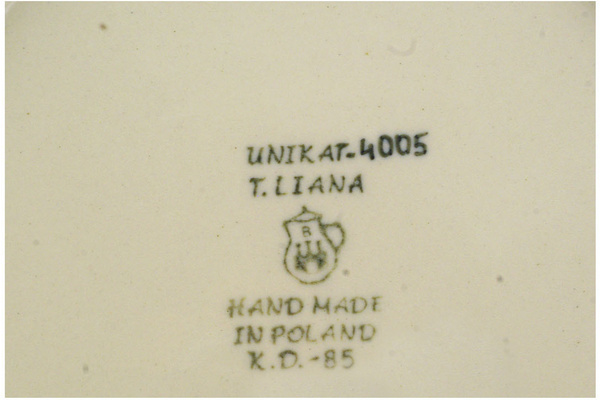 UNIKAT-4005
T. LIANA
B
HAND MADE
IN POLAND
K.D.-85